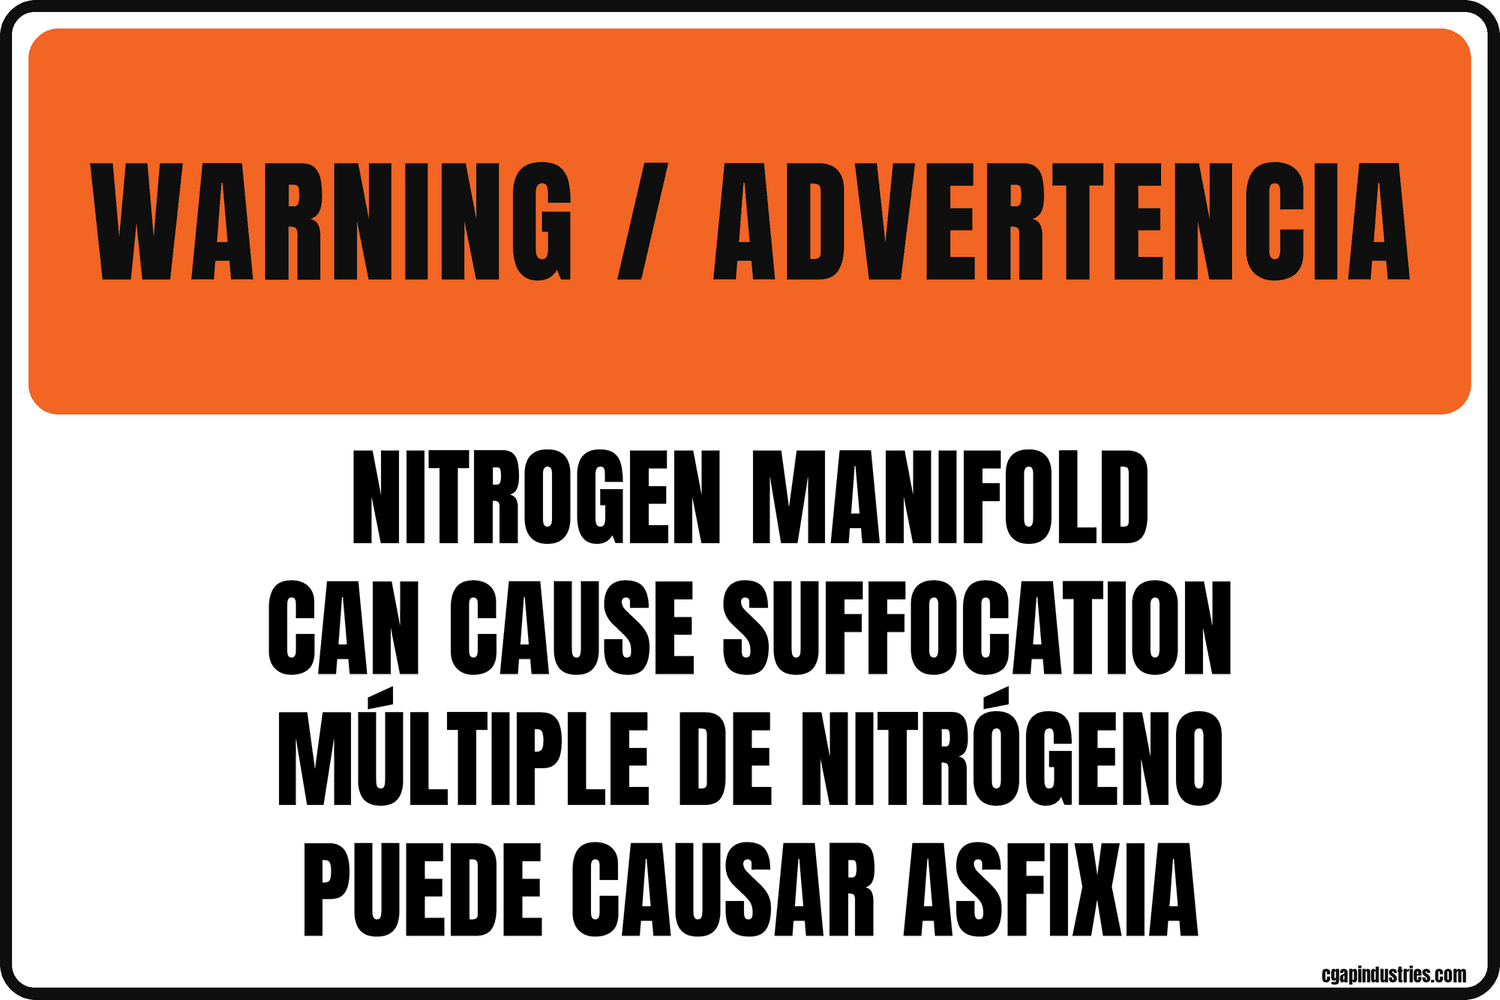 WARNING / ADVERTENCIA
NITROGEN MANIFOLD
CAN CAUSE SUFFOCATION
MÚLTIPLE DE NITRÓGENO
PUEDE CAUSAR ASFIXIA
cgapindustries.com